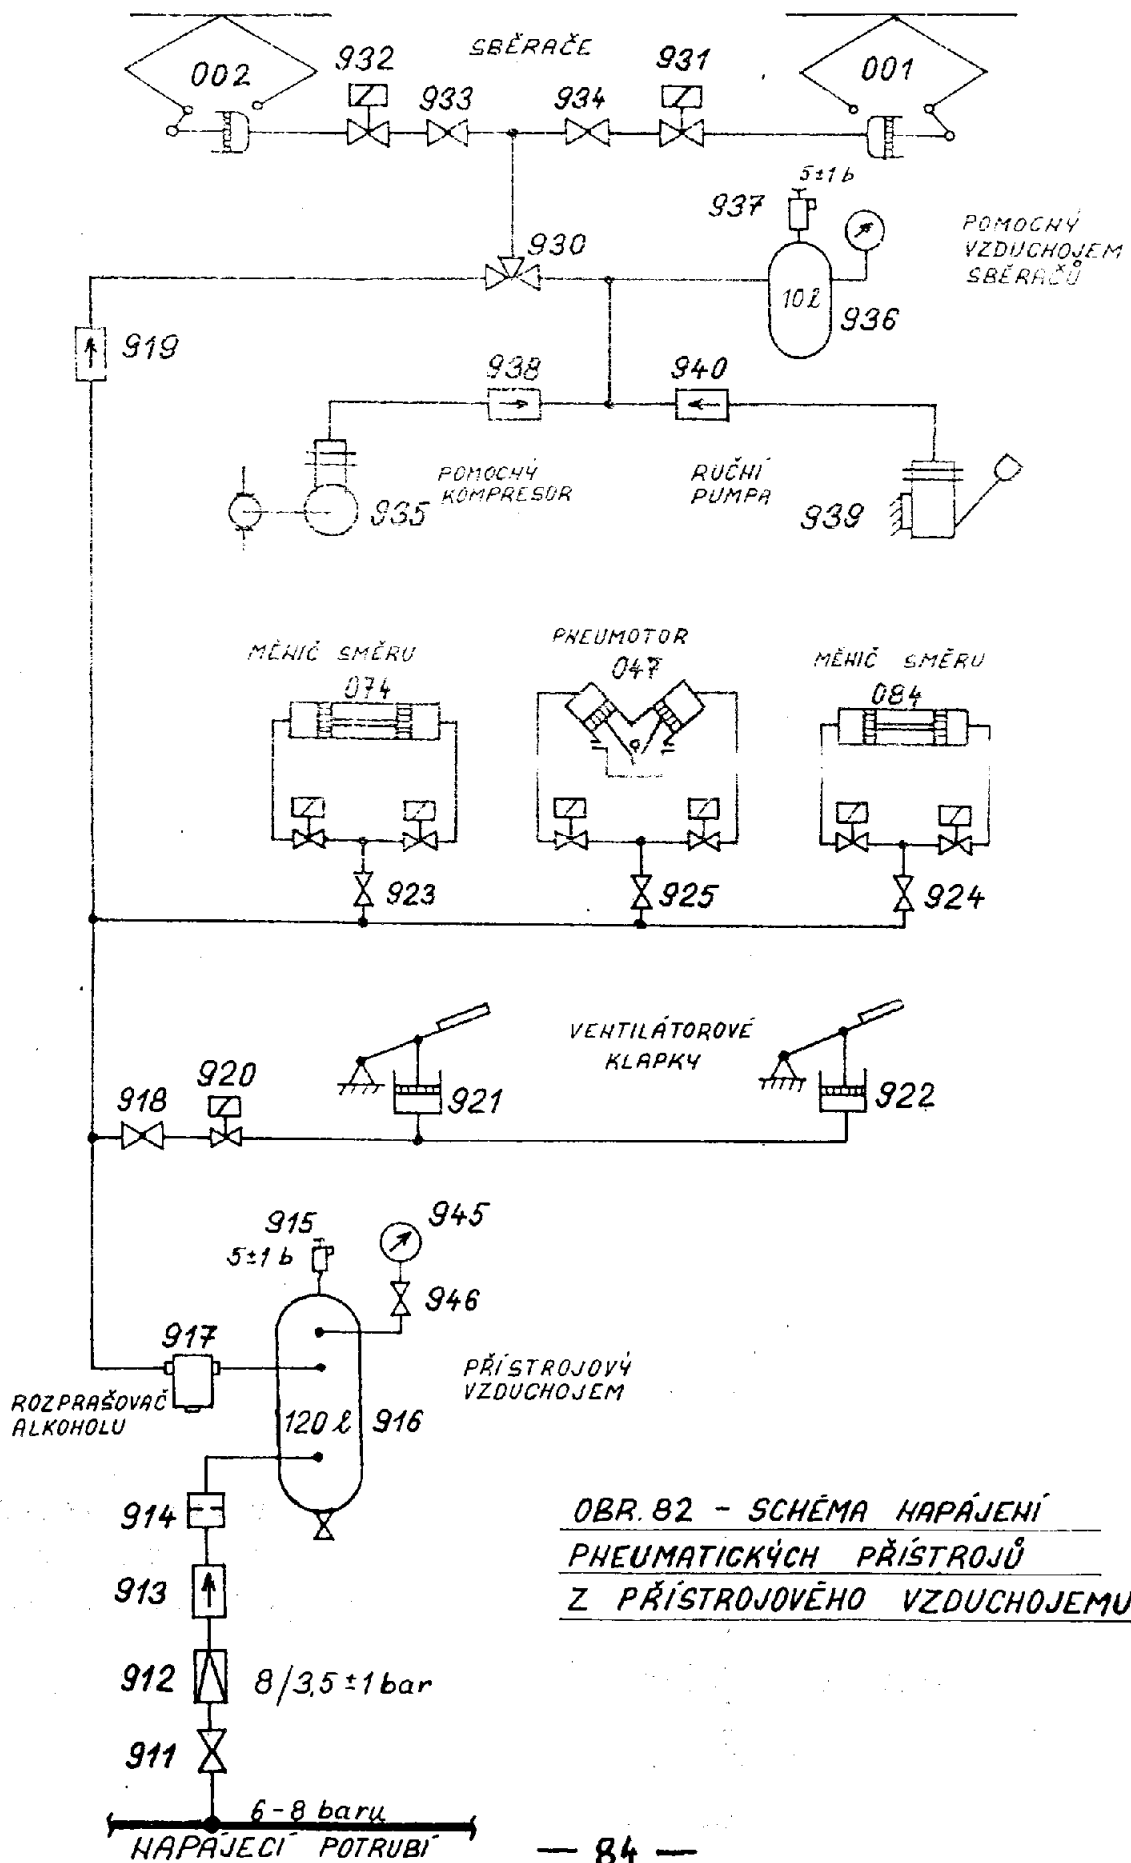 SBĚRAČE
002
932
933
934
931
001
5±1 b
937
930
POMOCNÝ
VZDUCHOJEM
SBĚRAČŮ
10 l
936
919
938
940
POMOCNÝ
KOMPRESOR
935
RUČNÍ
PUMPA
939
MĚNIČ SMĚRU
074
PNEUMOTOR
047
MĚNIČ SMĚRU
084
923
925
924
VENTILÁTOROVÉ
KLAPKY
918
920
921
922
915
5±1 b
945
946
917
ROZPRAŠOVAČ
ALKOHOLU
PŘÍSTROJOVÝ
VZDUCHOJEM
120 l
916
914
913
912
8/3,5 ±1 bar
911
6-8 baru
NAPÁJECÍ POTRUBÍ
OBR. 82 - SCHÉMA NAPÁJENÍ
PNEUMATICKÝCH PŘÍSTROJŮ
Z PŘÍSTROJOVÉHO VZDUCHOJEMU
— 84 —